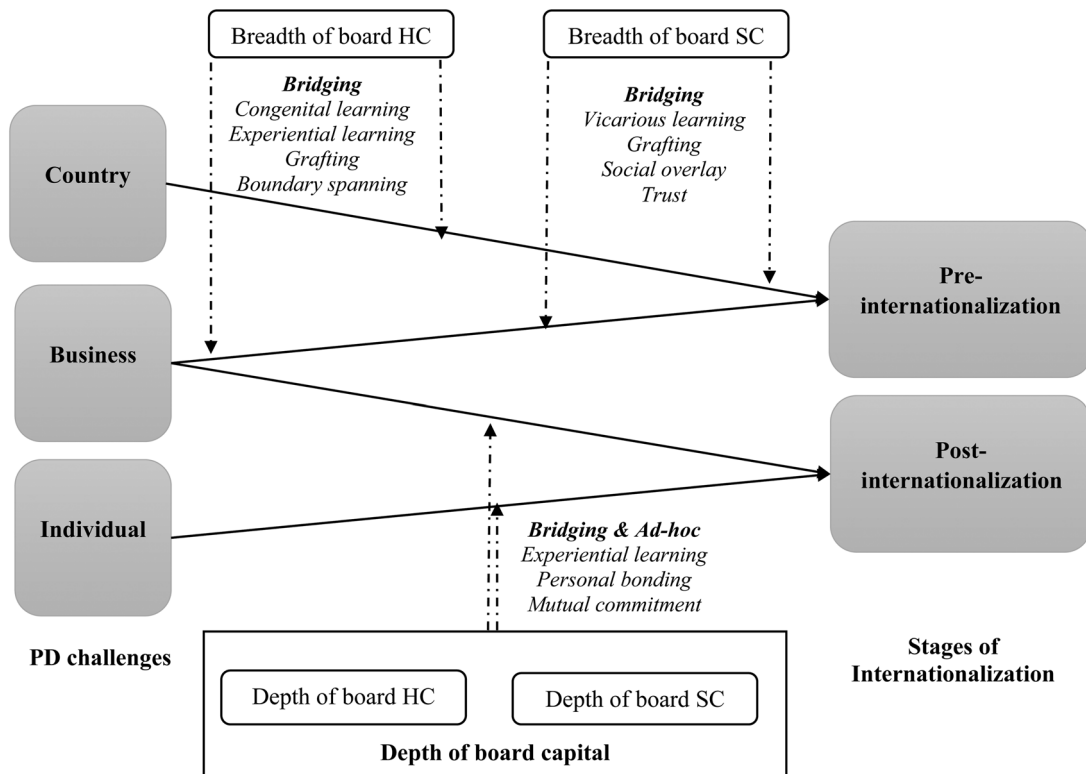 Breadth of board HC
Breadth of board SC
Bridging
Congenital learning
Experiential learning
Grafting
Boundary spanning
Bridging
Vicarious learning
Grafting
Social overlay
Trust
Country
Business
Individual
PD challenges
Pre-
internationalization
Post-
internationalization
Stages of
Internationalization
Bridging & Ad-hoc
Experiential learning
Personal bonding
Mutual commitment
Depth of board HC
Depth of board SC
Depth of board capital